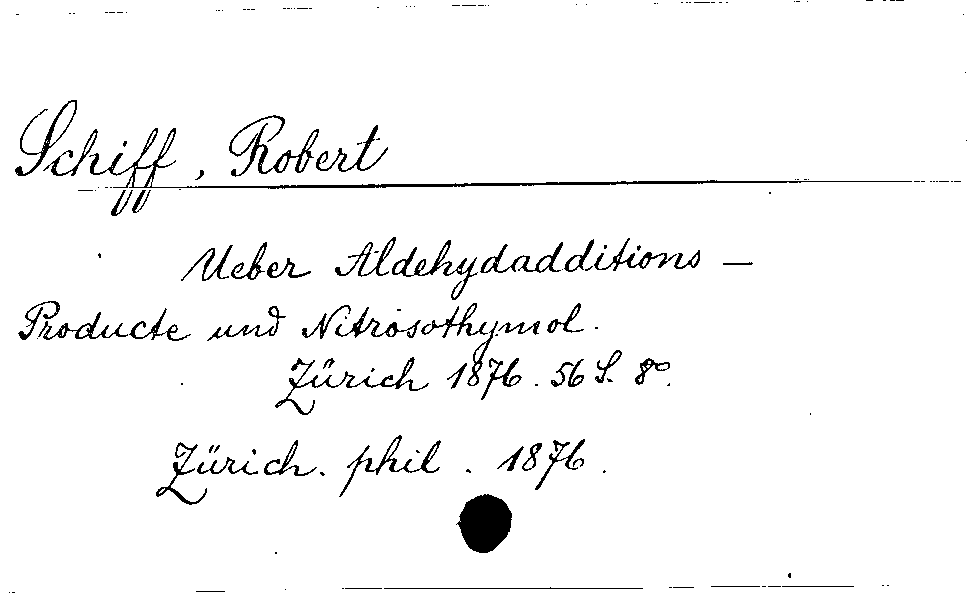 Schiff, Robert
Ueber Aldehydadditions-
Producte und Nitrosothymol.
Zürich 1876. 56 S. 8°.
Zürich. phil. 1876.